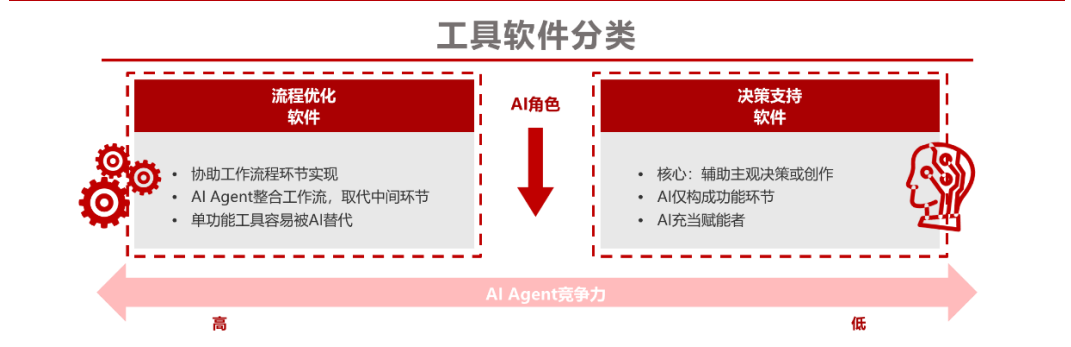 工具软件分类
流程优化
软件
• 协助工作流程环节实现
• AI Agent整合工作流，取代中间环节
• 单功能工具容易被AI替代
AI角色
决策支持
软件
• 核心：辅助主观决策或创作
• AI仅构成功能环节
• AI充当赋能者
AI Agent竞争力
高
低